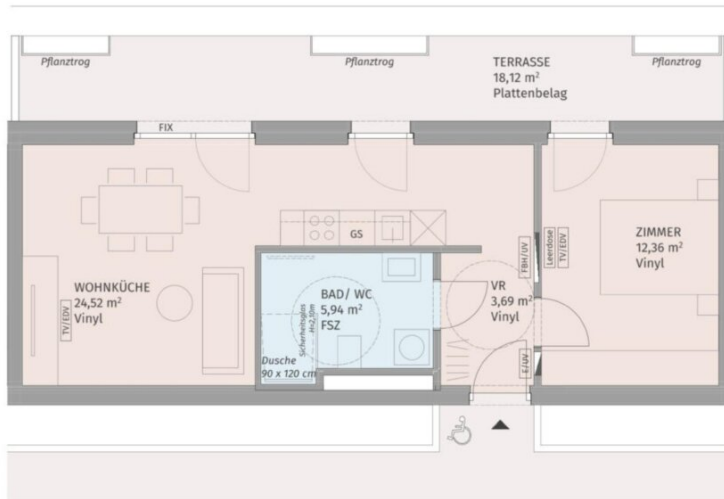 Pflanztrog
Pflanztrog
TERRASSE
18,12 m²
Plattenbelag
Pflanztrog
FIX
WOHNKÜCHE
24,52 m²
Vinyl
TV/EDV
GS
BAD/ WC
5,94 m²
FSZ
Sicherheitsglas
H=2,10m
Dusche
90 x 120 cm
FBH/UV
VR
3,69 m²
Vinyl
E/UV
Leerdose
TV/EDV
ZIMMER
12,36 m²
Vinyl